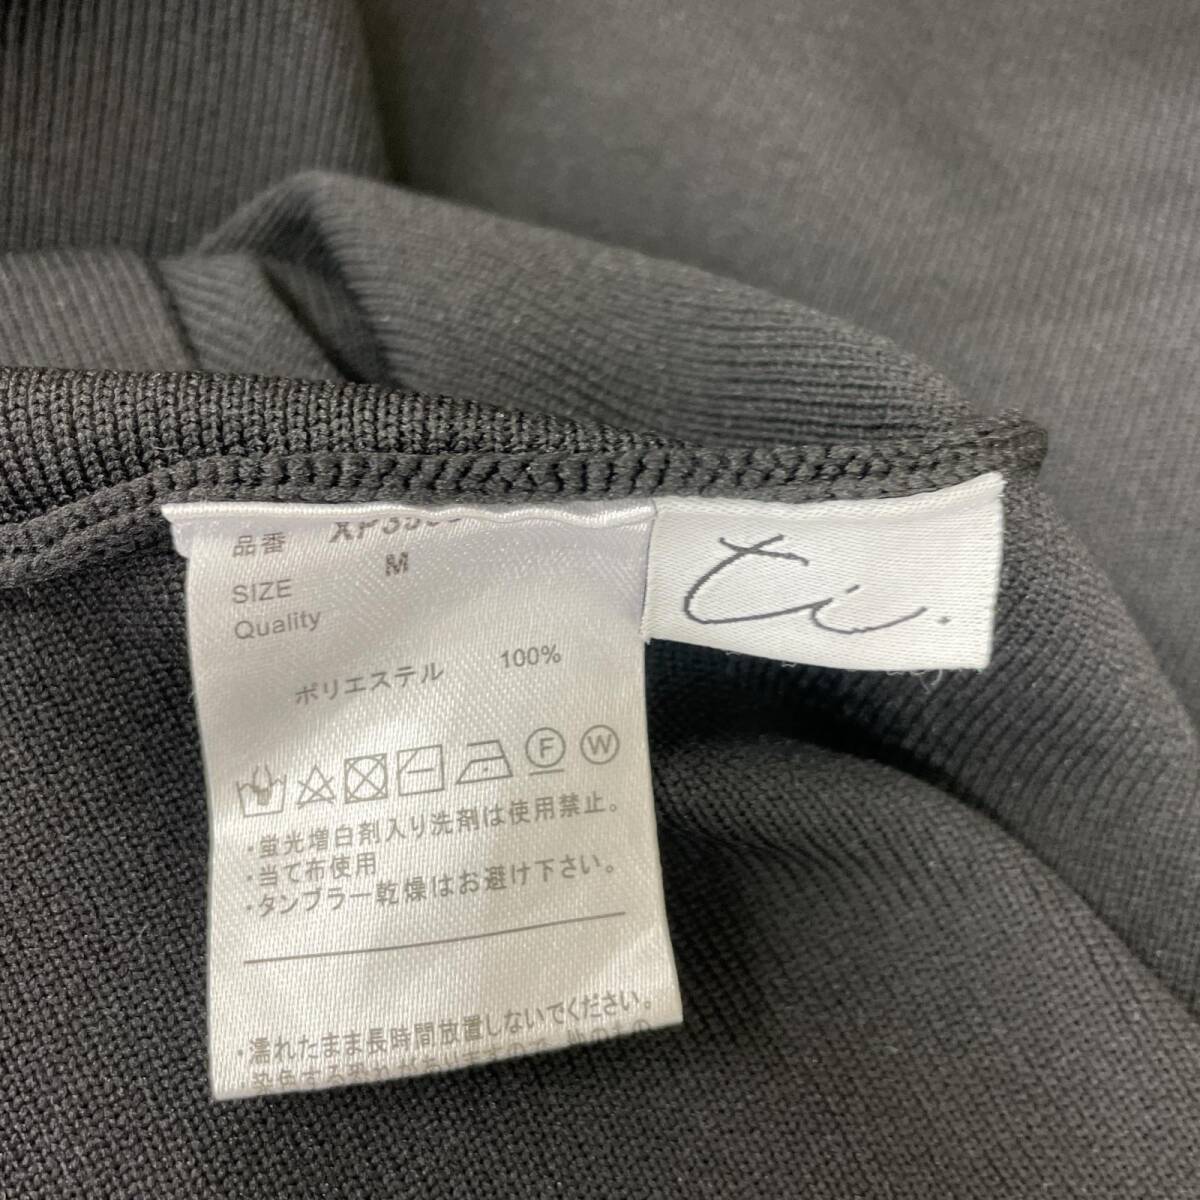 品番
M
SIZE
Quality
ポリエステル 100%
F W
・蛍光増白剤入り洗剤は使用禁止。
・当て布使用
・タンブラー乾燥はお避け下さい。
・濡れたまま長時間放置しないでください。
ti.